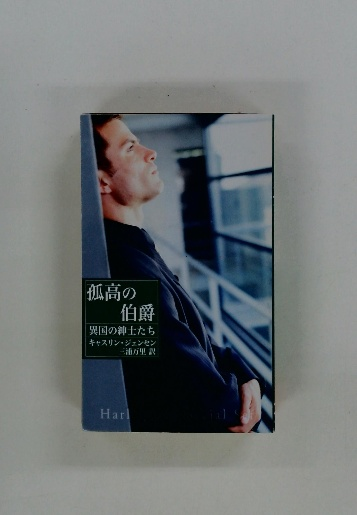 孤高の
伯爵
異国の紳士たち
キャスリン・ジェンセン
三浦万里 訳
Harl